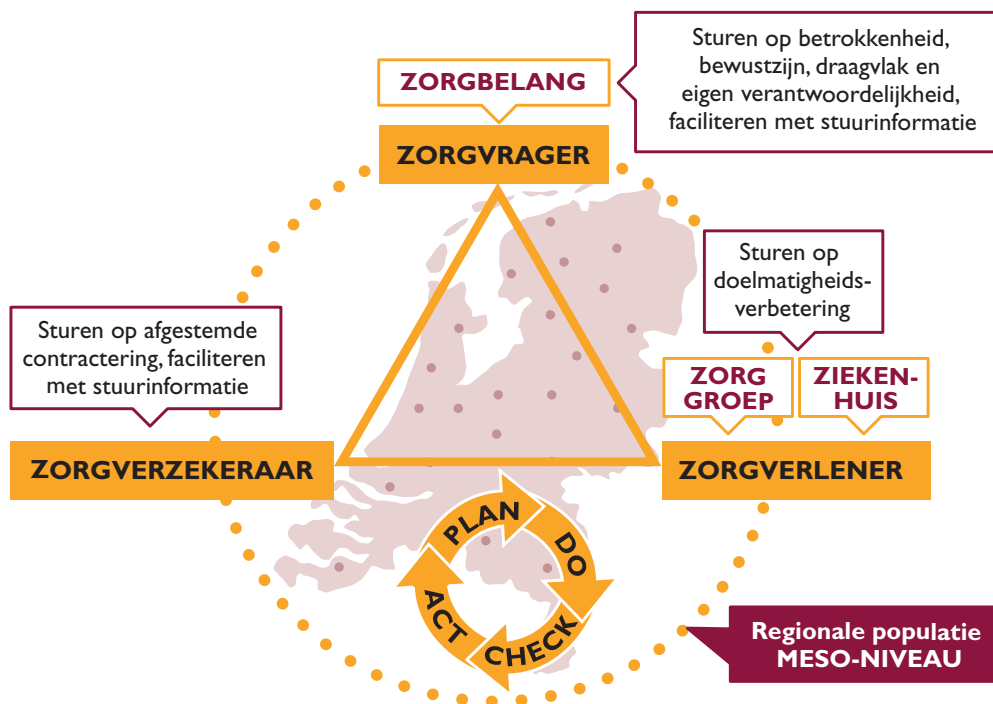 Sturen op betrokkenheid,
bewustzijn, draagvlak en
eigen verantwoordelijkheid,
faciliteren met stuurinformatie
ZORGBELANG
ZORGVRAGER
Sturen op
doelmatigheids-
verbetering
Sturen op afgestemde
contractering, faciliteren
met stuurinformatie
ZORG
GROEP
ZIEKEN-
HUIS
ZORGVERZEKERAAR
ZORGVERLENER
PLAN
DO
CHECK
ACT
Regionale populatie
MESO-NIVEAU